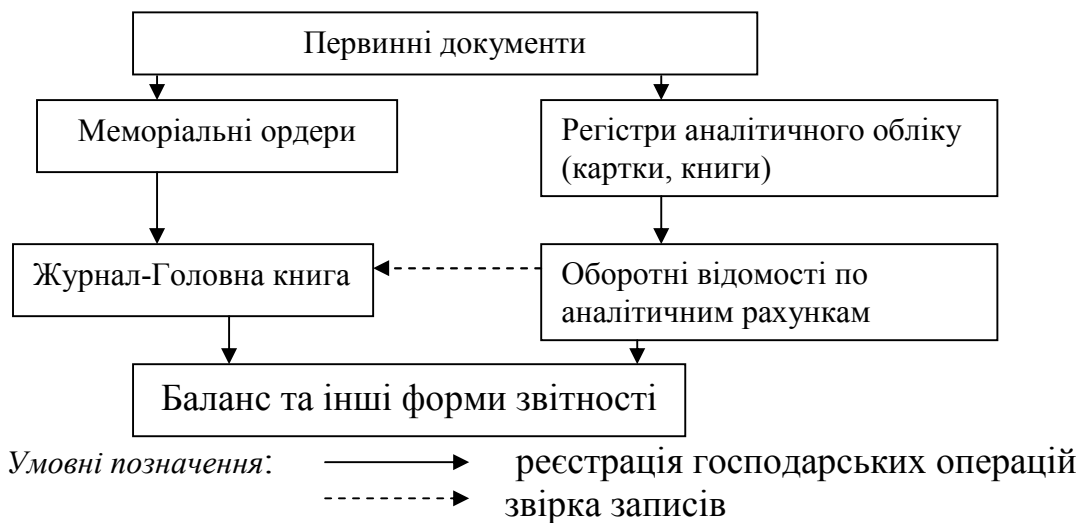 Первинні документи
Меморіальні ордери
Регістри аналітичного обліку
(картки, книги)
Журнал-Головна книга
Оборотні відомості по
аналітичним рахункам
Баланс та інші форми звітності
Умовні позначення: реєстрація господарських операцій
звірка записів